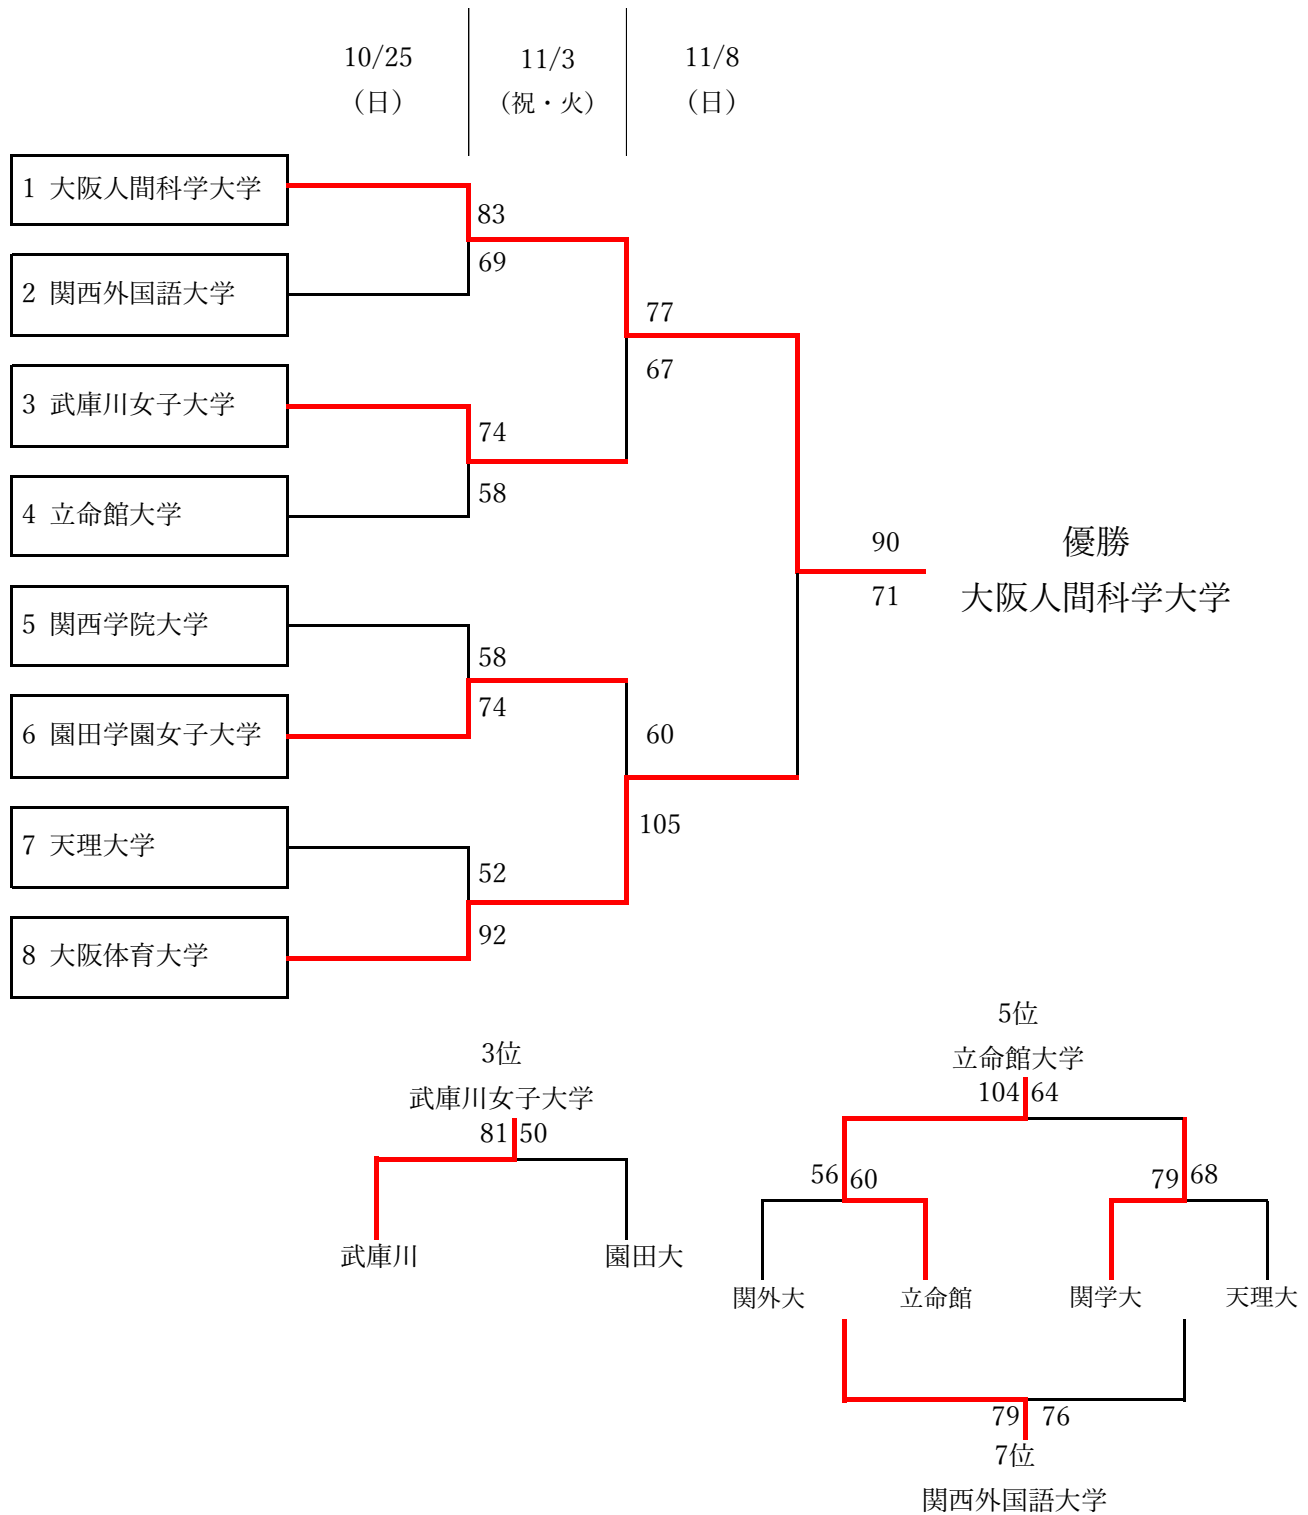 10/25
11/3
11/8
（日）
（祝・火）
（日）
1 大阪人間科学大学
83
69
2 関西外国語大学
77
67
3 武庫川女子大学
74
58
4 立命館大学
90
優勝
71
大阪人間科学大学
5 関西学院大学
58
74
6 園田学園女子大学
60
105
7 天理大学
52
92
8 大阪体育大学
3位
武庫川女子大学
81 50
武庫川
園田大
5位
立命館大学
104 64
56 60
79 68
関外大
立命館
関学大
天理大
79 76
7位
関西外国語大学